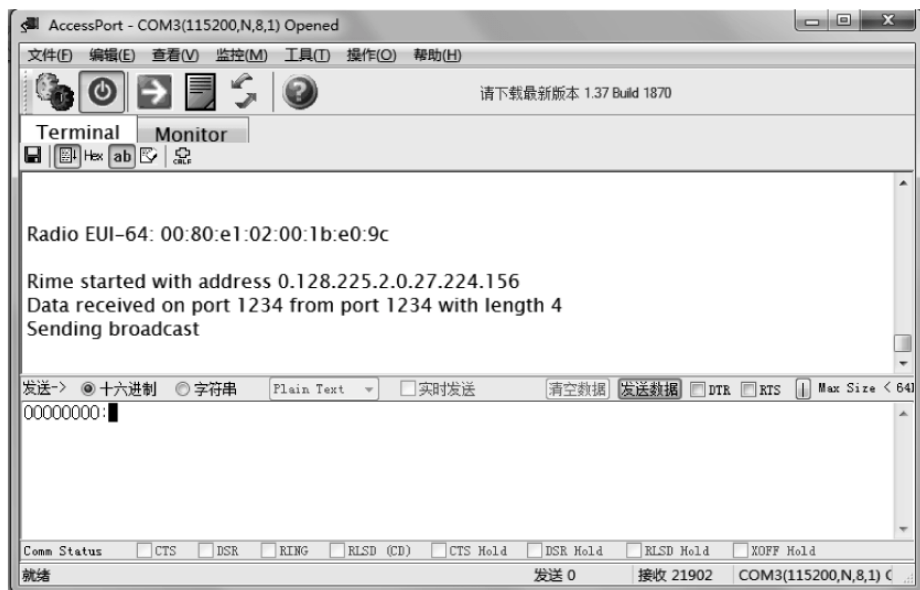 AccessPort - COM3(115200,N,8,1) Opened
文件(F) 编辑(E) 查看(V) 监控(M) 工具(T) 操作(O) 帮助(H)
请下载最新版本 1.37 Build 1870
Terminal Monitor
Hex ab CRLF
Radio EUI-64: 00:80:e1:02:00:1b:e0:9c
Rime started with address 0.128.225.2.0.27.224.156
Data received on port 1234 from port 1234 with length 4
Sending broadcast
发送-> 十六进制 字符串 Plain Text 实时发送 清空数据 发送数据 DTR RTS Max Size < 64
00000000:
Comm Status CTS DSR RING RLSD (CD) CTS Hold DSR Hold RLSD Hold XOFF Hold
就绪 发送 0 接收 21902 COM3(115200,N,8,1)